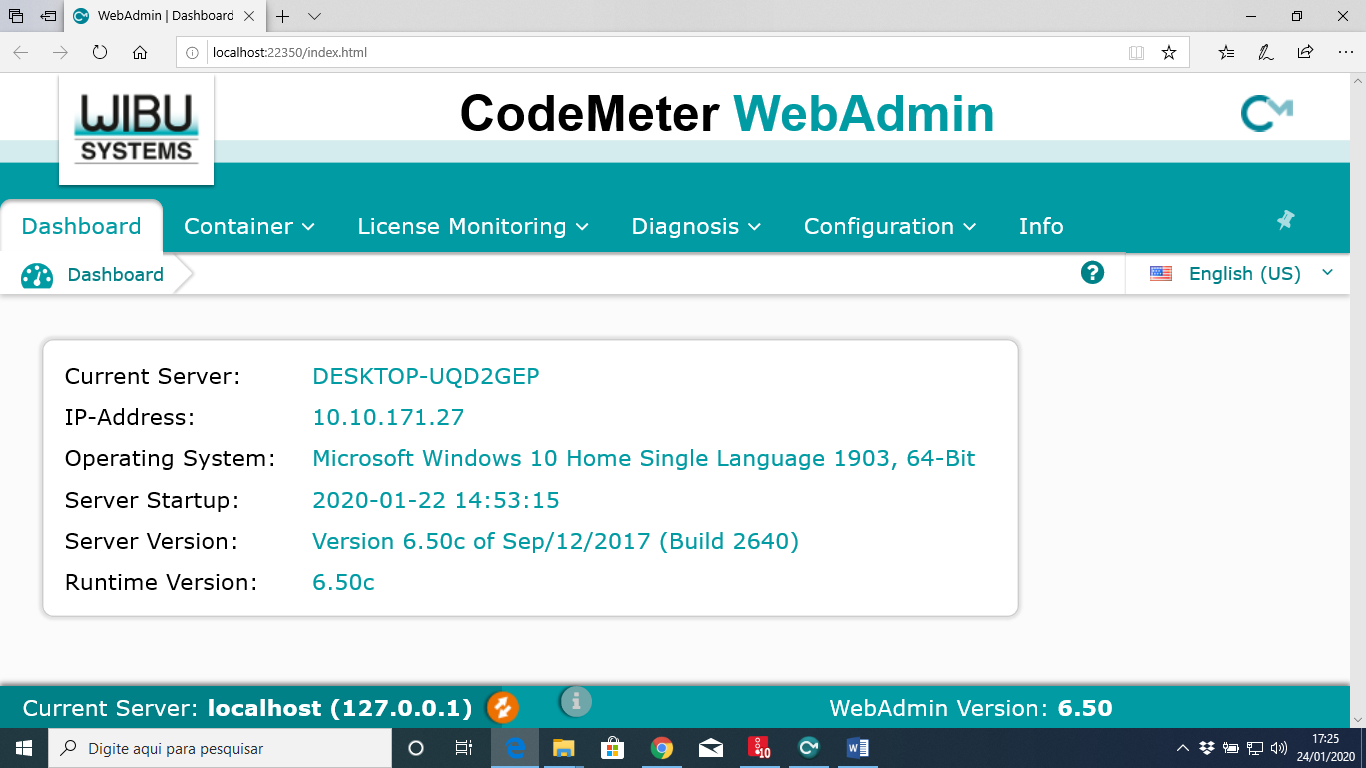 WebAdmin | Dashboard
localhost:22350/index.html
WIBU
SYSTEMS
CodeMeter WebAdmin
Dashboard
Container
License Monitoring
Diagnosis
Configuration
Info
Dashboard
?
English (US)
Current Server: DESKTOP-UQD2GEP
IP-Address: 10.10.171.27
Operating System: Microsoft Windows 10 Home Single Language 1903, 64-Bit
Server Startup: 2020-01-22 14:53:15
Server Version: Version 6.50c of Sep/12/2017 (Build 2640)
Runtime Version: 6.50c
Current Server: localhost (127.0.0.1)
i
WebAdmin Version: 6.50
Digite aqui para pesquisar
10
17:25
24/01/2020